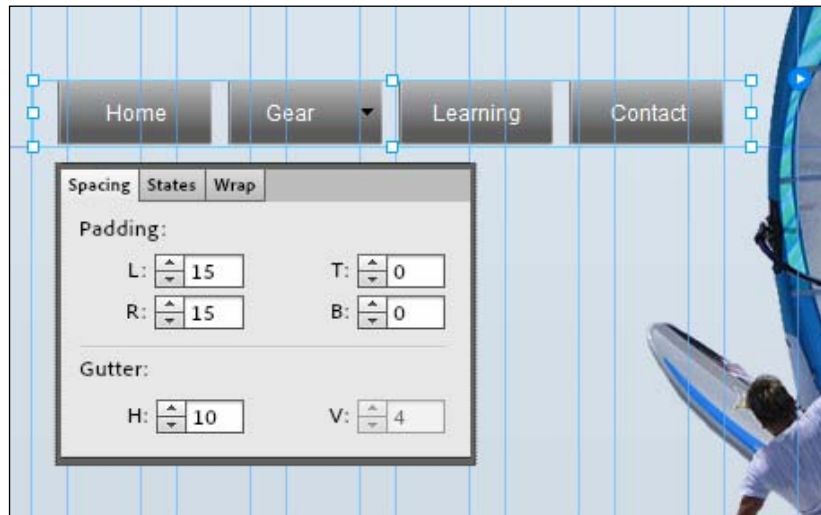 Home Gear Learning Contact
Spacing States Wrap
Padding:
L: 15 T: 0
R: 15 B: 0
Gutter:
H: 10 V: 4